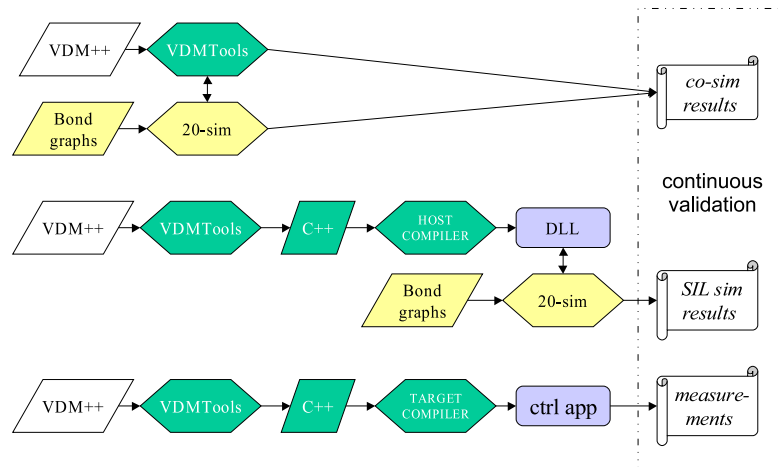 VDM++
VDMTools
co-sim
results
Bond
graphs
20-sim
continuous
validation
VDM++
VDMTools
C++
HOST
COMPILER
DLL
Bond
graphs
20-sim
SIL sim
results
VDM++
VDMTools
C++
TARGET
COMPILER
ctrl app
measure-
ments